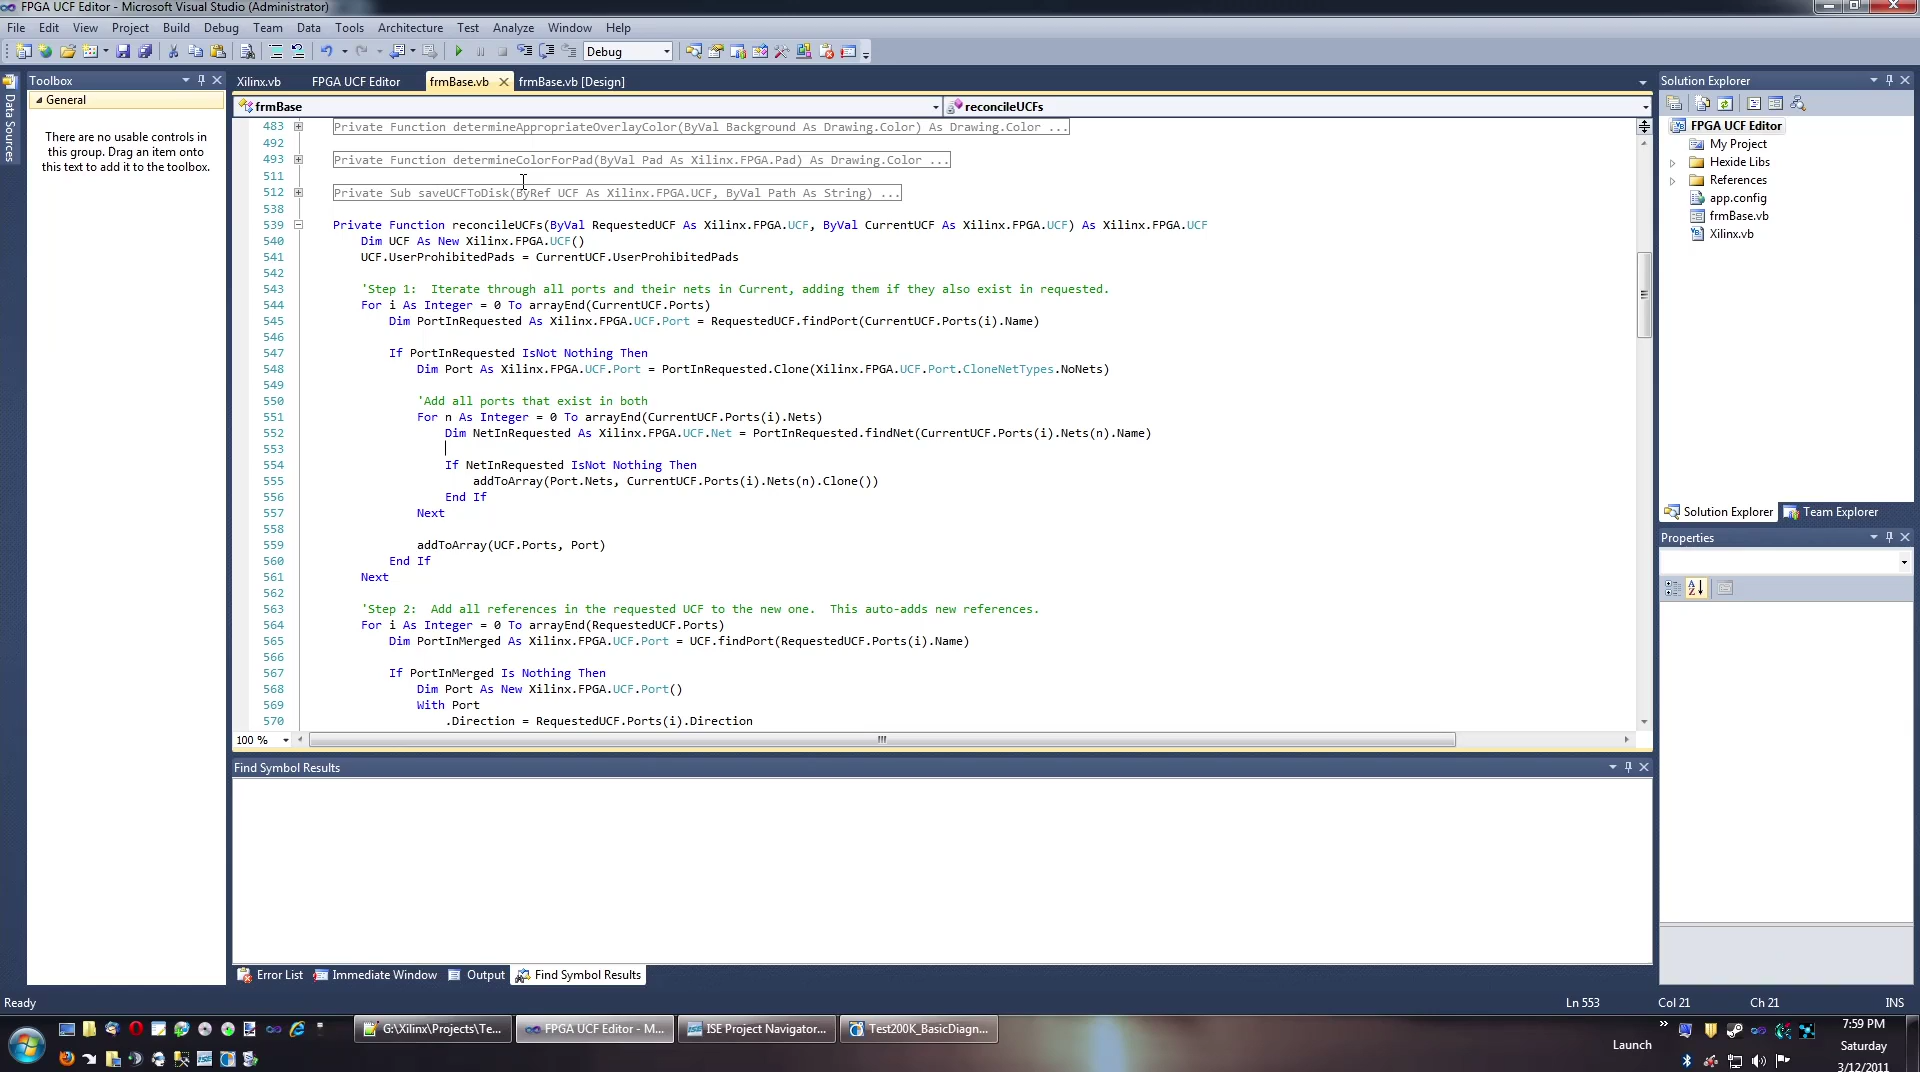 FPGA UCF Editor - Microsoft Visual Studio (Administrator)
File Edit View Project Build Debug Team Data Tools Architecture Test Analyze Window Help
Debug
Data Sources
Toolbox
General
There are no usable controls in
this group. Drag an item onto
this text to add it to the toolbox.
Xilinx.vb FPGA UCF Editor frmBase.vb frmBase.vb [Design]
frmBase reconcileUCFs
483 Private Function determineAppropriateOverlayColor(ByVal Background As Drawing.Color) As Drawing.Color ...
492
493 Private Function determineColorForPad(ByVal Pad As Xilinx.FPGA.Pad) As Drawing.Color ...
511
512 Private Sub saveUCFToDisk(ByRef UCF As Xilinx.FPGA.UCF, ByVal Path As String) ...
538
539 Private Function reconcileUCFs(ByVal RequestedUCF As Xilinx.FPGA.UCF, ByVal CurrentUCF As Xilinx.FPGA.UCF) As Xilinx.FPGA.UCF
540 Dim UCF As New Xilinx.FPGA.UCF()
541 UCF.UserProhibitedPads = CurrentUCF.UserProhibitedPads
542
543 'Step 1:  Iterate through all ports and their nets in Current, adding them if they also exist in requested.
544 For i As Integer = 0 To arrayEnd(CurrentUCF.Ports)
545 Dim PortInRequested As Xilinx.FPGA.UCF.Port = RequestedUCF.findPort(CurrentUCF.Ports(i).Name)
546
547 If PortInRequested IsNot Nothing Then
548 Dim Port As Xilinx.FPGA.UCF.Port = PortInRequested.Clone(Xilinx.FPGA.UCF.Port.CloneNetTypes.NoNets)
549
550 'Add all ports that exist in both
551 For n As Integer = 0 To arrayEnd(CurrentUCF.Ports(i).Nets)
552 Dim NetInRequested As Xilinx.FPGA.UCF.Net = PortInRequested.findNet(CurrentUCF.Ports(i).Nets(n).Name)
553
554 If NetInRequested IsNot Nothing Then
555 addToArray(Port.Nets, CurrentUCF.Ports(i).Nets(n).Clone())
556 End If
557 Next
558
559 addToArray(UCF.Ports, Port)
560 End If
561 Next
562
563 'Step 2:  Add all references in the requested UCF to the new one.  This auto-adds new references.
564 For i As Integer = 0 To arrayEnd(RequestedUCF.Ports)
565 Dim PortInMerged As Xilinx.FPGA.UCF.Port = UCF.findPort(RequestedUCF.Ports(i).Name)
566
567 If PortInMerged Is Nothing Then
568 Dim Port As New Xilinx.FPGA.UCF.Port()
569 With Port
570 .Direction = RequestedUCF.Ports(i).Direction
100 %
Find Symbol Results
Error List Immediate Window Output Find Symbol Results
Solution Explorer
FPGA UCF Editor
My Project
Hexide Libs
References
app.config
frmBase.vb
Xilinx.vb
Solution Explorer Team Explorer
Properties
Ready Ln 553 Col 21 Ch 21 INS
G:\Xilinx\Projects\Te... FPGA UCF Editor - M... ISE Project Navigator... Test200K_BasicDiagn...
Launch
7:59 PM
Saturday
3/12/2011